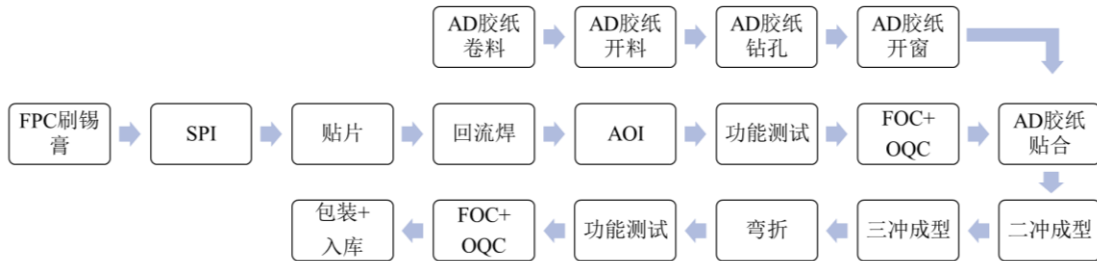 AD胶纸
卷料
AD胶纸
开料
AD胶纸
钻孔
AD胶纸
开窗
FPC刷锡
膏
SPI
贴片
回流焊
AOI
功能测试
FOC+
OQC
AD胶纸
贴合
包装+
入库
FOC+
OQC
功能测试
弯折
三冲成型
二冲成型